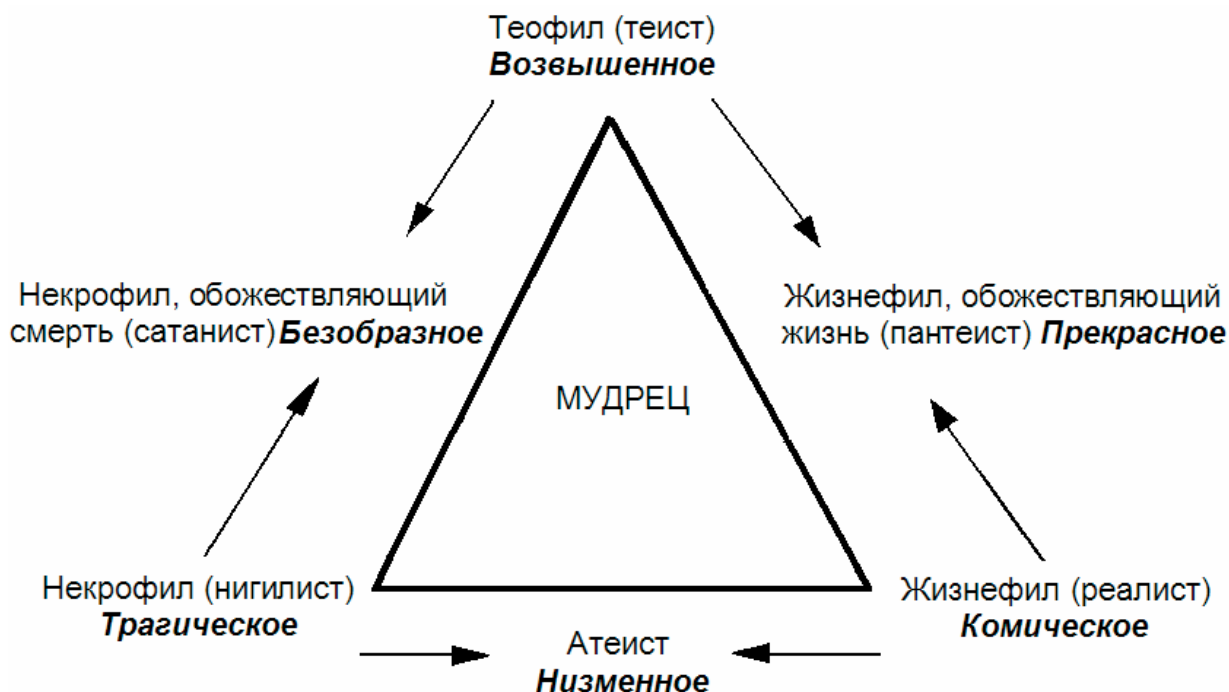 Теофил (теист)
Возвышенное
Некрофил, обожествляющий
смерть (сатанист) Безобразное
Жизнефил, обожествляющий
жизнь (пантеист) Прекрасное
МУДРЕЦ
Некрофил (нигилист)
Трагическое
Жизнефил (реалист)
Комическое
Атеист
Низменное